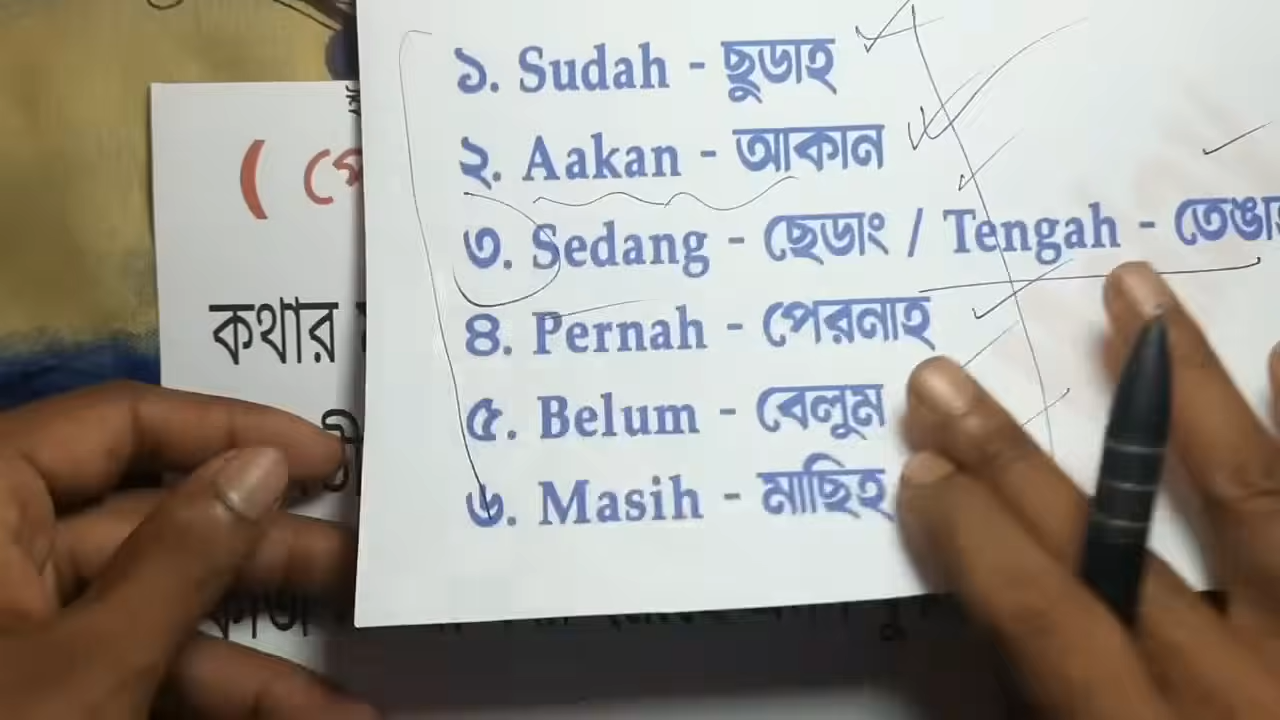 ১. Sudah - ছুডাহ
২. Aakan - আকান
৩. Sedang - ছেডাং / Tengah -
৪. Pernah - পেরনাহ
৫. Belum - বেলুম
৬. Masih - মাছিহ
কথার